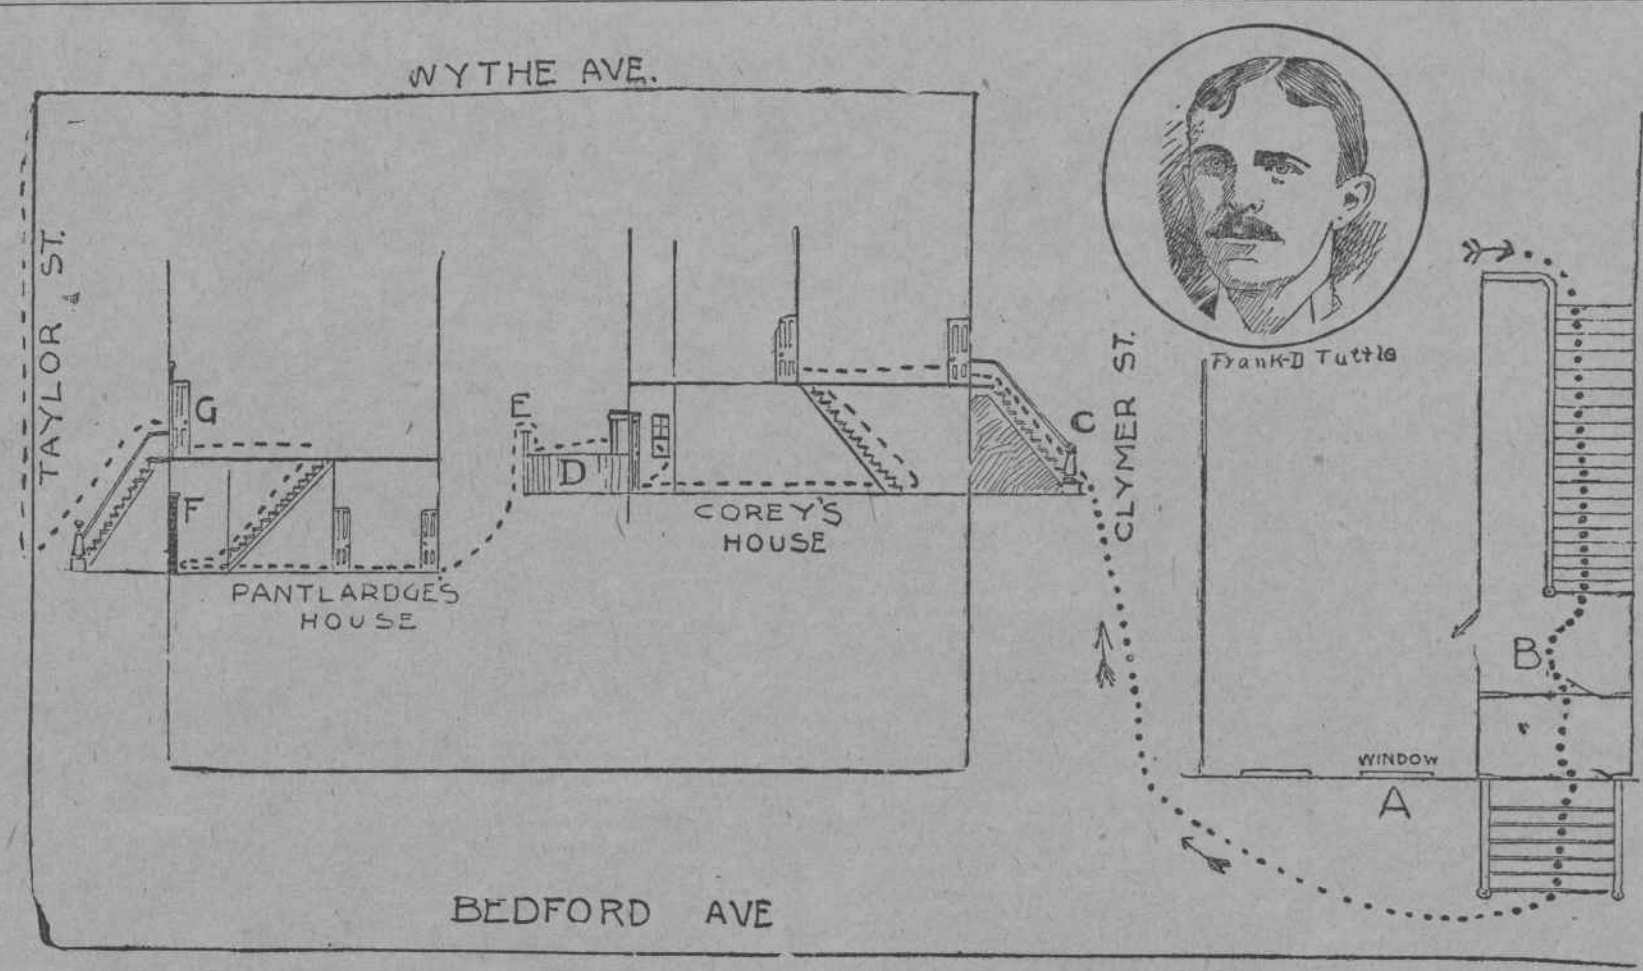 WYTHE AVE.
TAYLOR ST.
G
F
PANTLARDGES
HOUSE
E
D
COREY'S
HOUSE
C
CLYMER ST.
Frank-D Tuttle
B
WINDOW
A
BEDFORD AVE